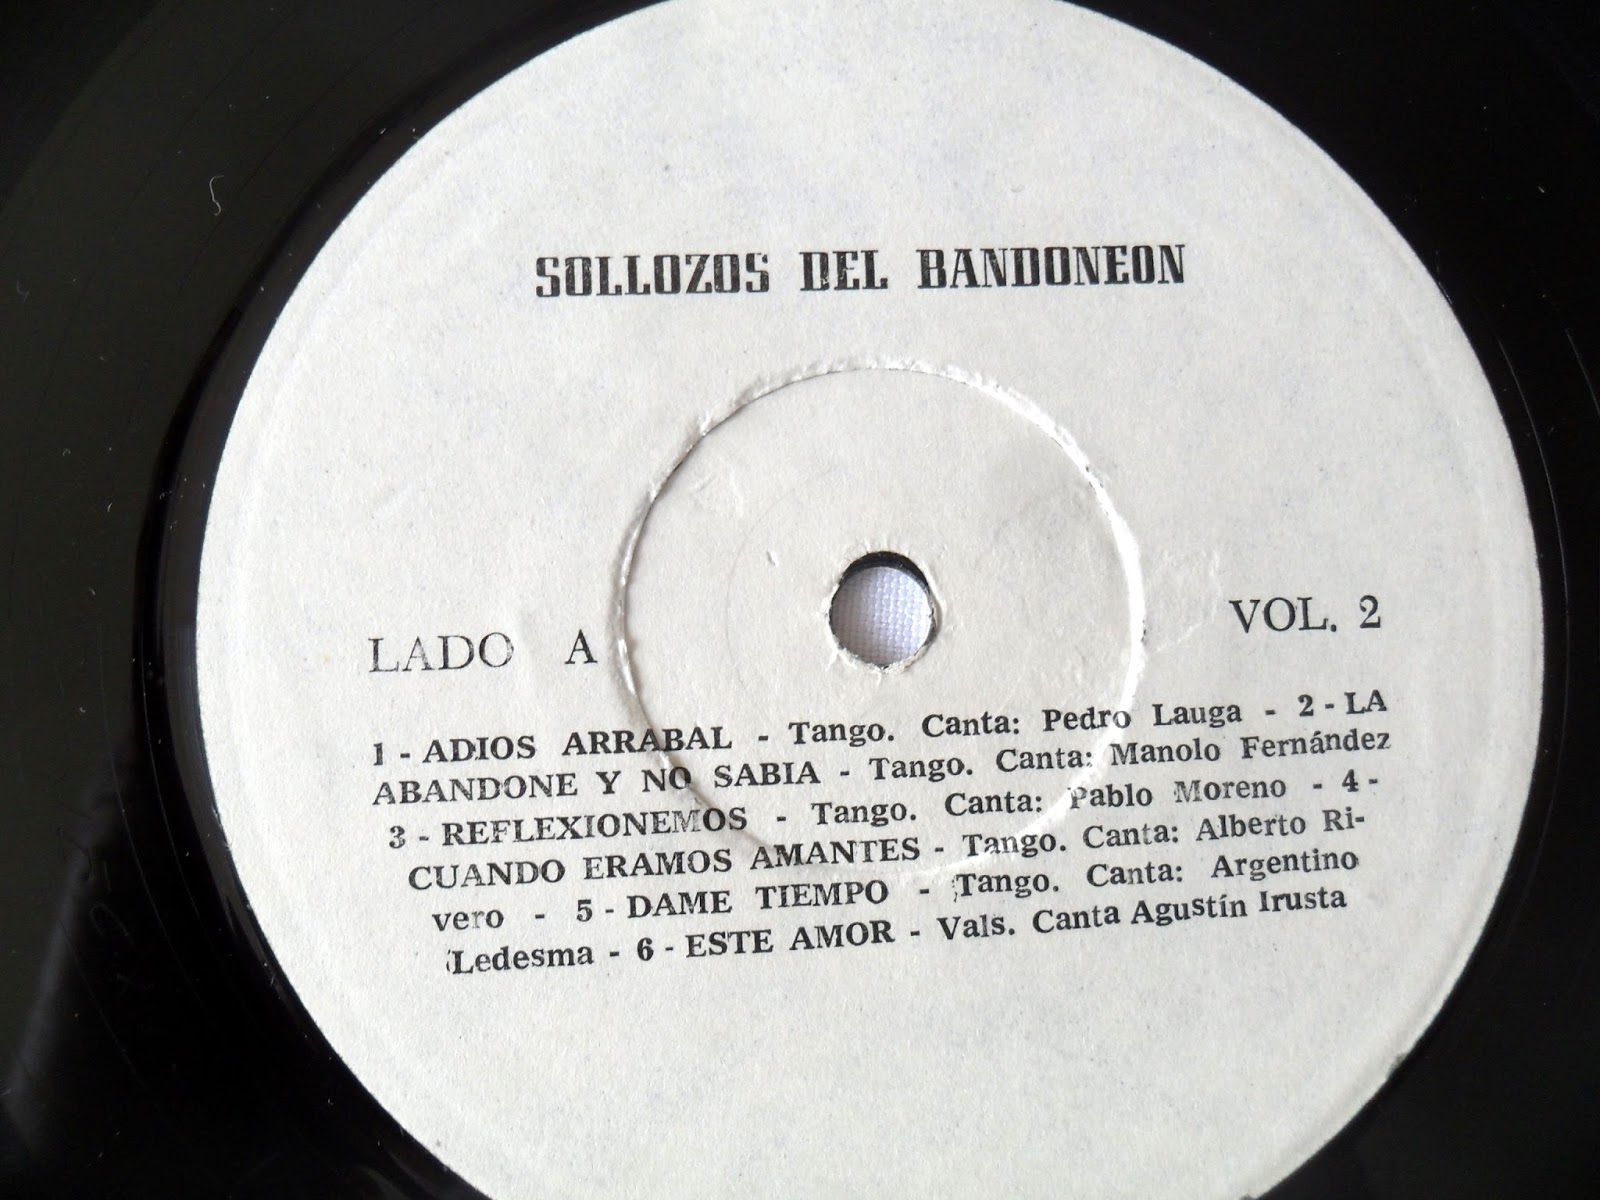 SOLLOZOS DEL BANDONEON
LADO A
VOL. 2
1 - ADIOS ARRABAL - Tango. Canta: Pedro Lauga - 2 - LA
ABANDONE Y NO SABIA - Tango. Canta: Manolo Fernández
3 - REFLEXIONEMOS - Tango. Canta: Pablo Moreno - 4 -
CUANDO ERAMOS AMANTES - Tango. Canta: Alberto Ri-
vero - 5 - DAME TIEMPO - Tango. Canta: Argentino
Ledesma - 6 - ESTE AMOR - Vals. Canta Agustín Irusta